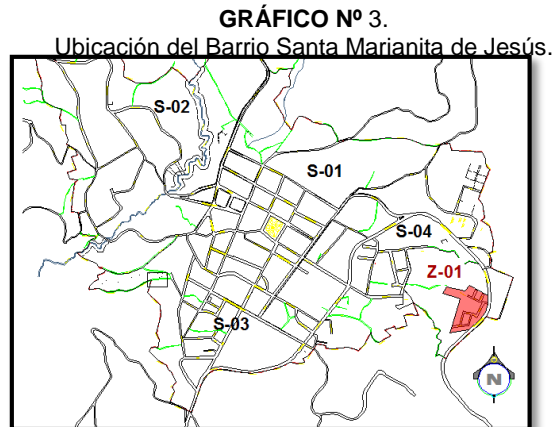 GRÁFICO Nº 3.
Ubicación del Barrio Santa Marianita de Jesús.
S-02
S-01
S-04
Z-01
S-03
N